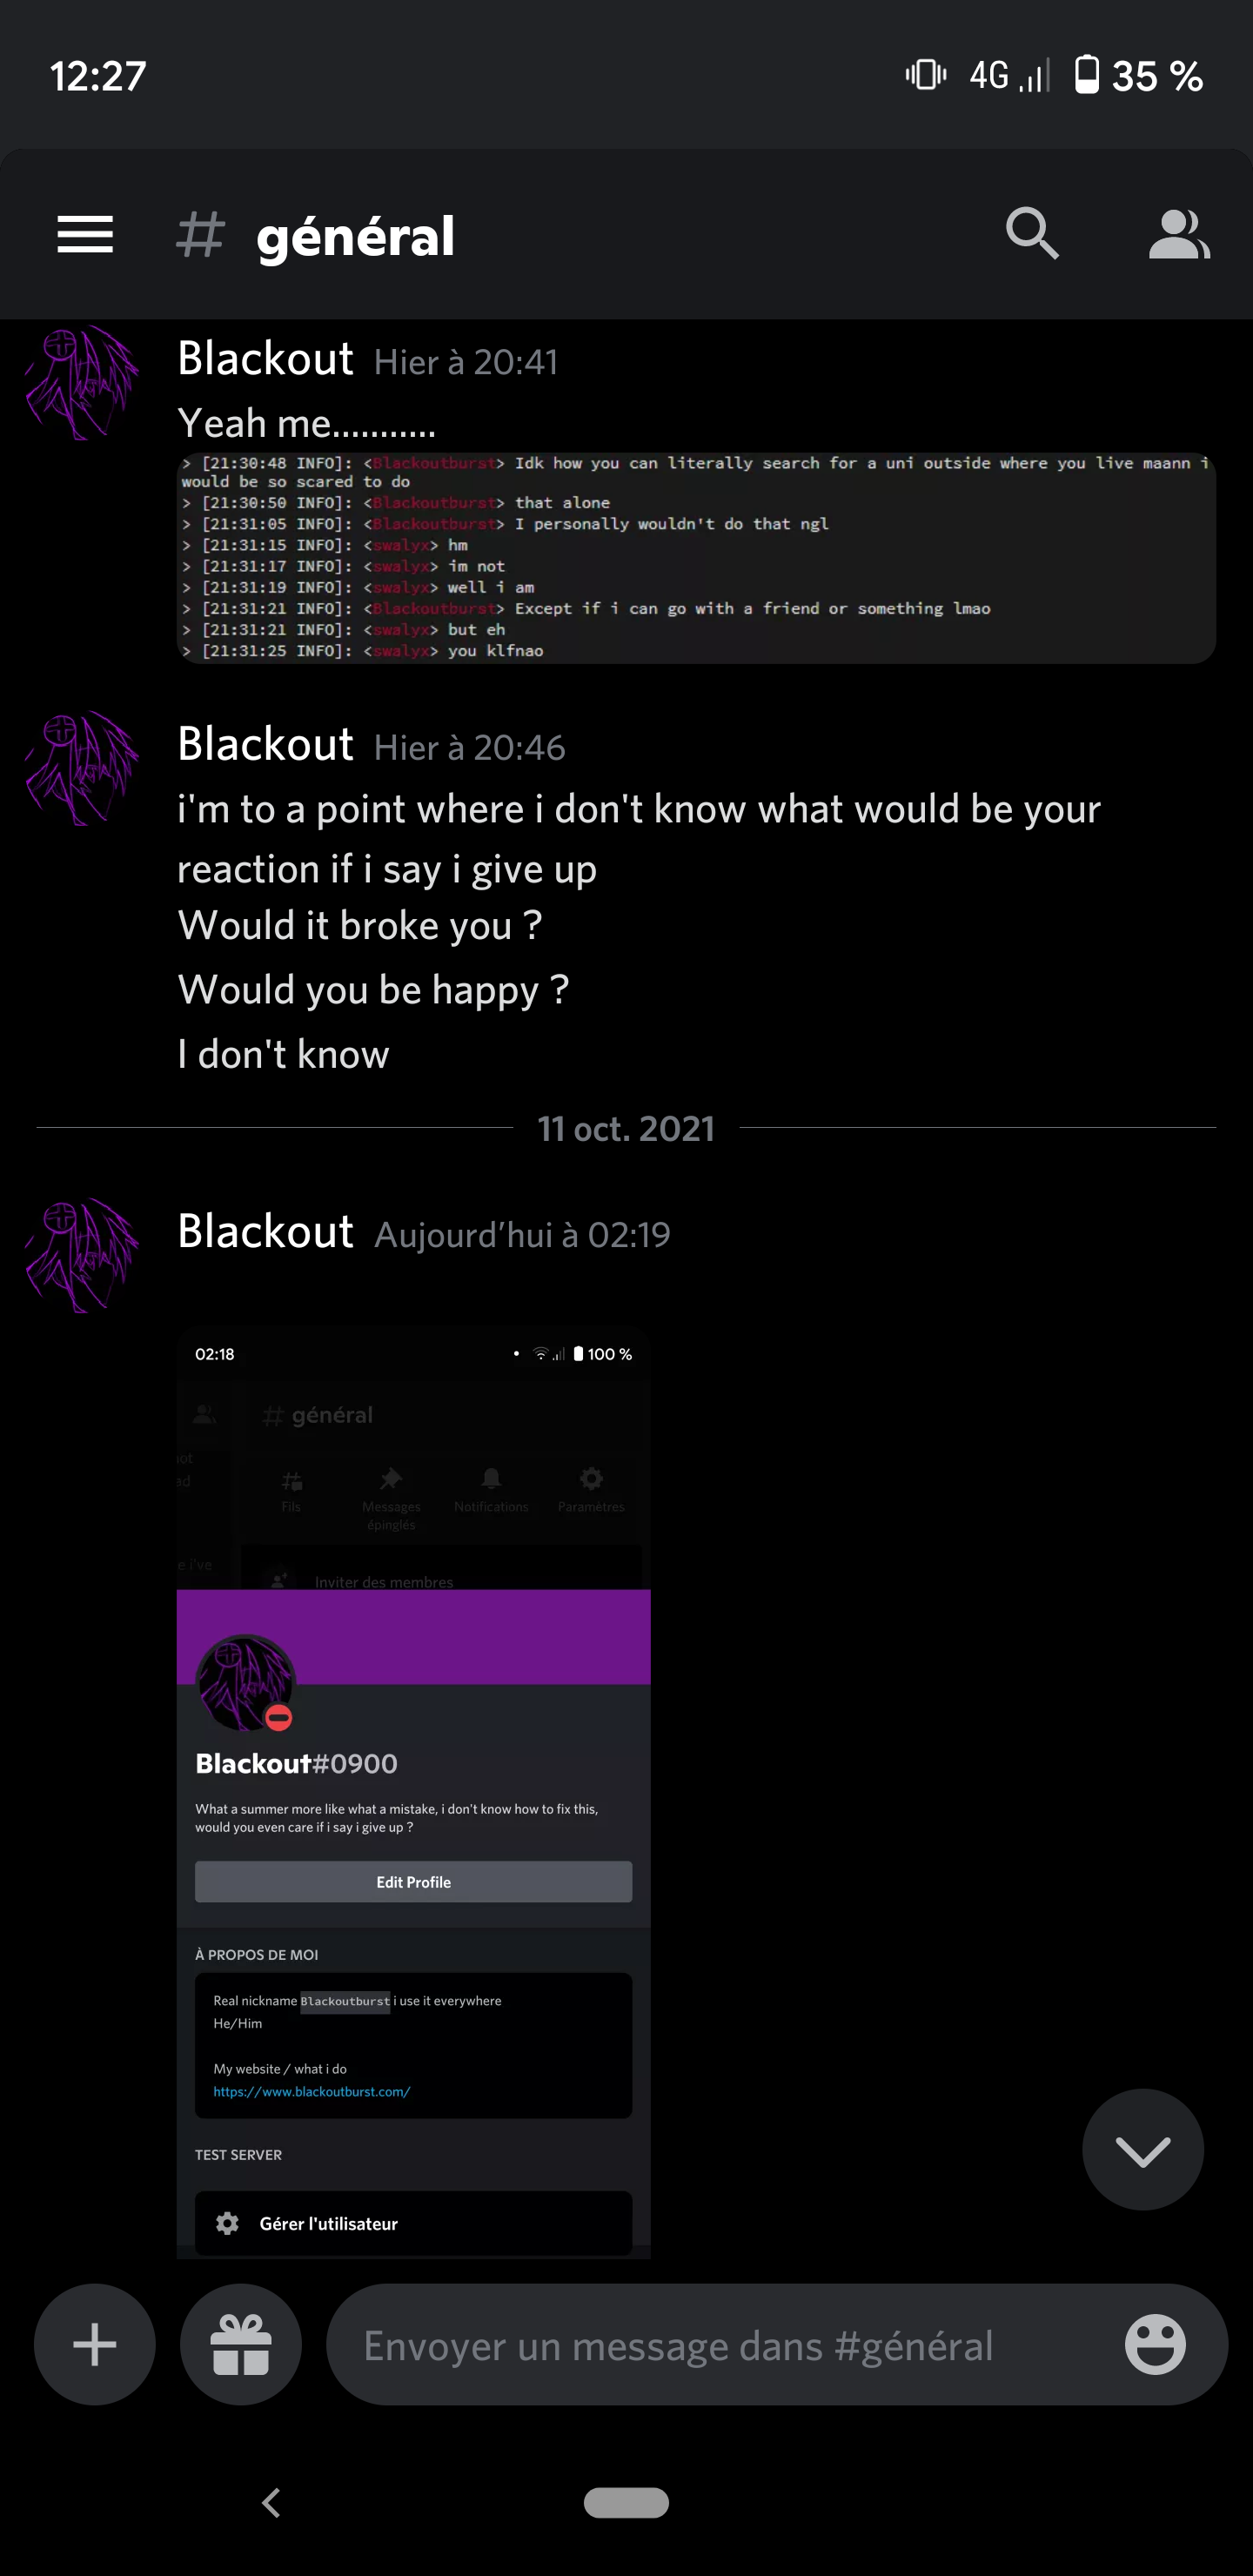 12:27
4G 35 %
# général
Blackout Hier à 20:41
Yeah me...........
> [21:30:48 INFO]: <Blackoutburst> Idk how you can literally search for a uni outside where you live maann i
would be so scared to do
> [21:30:50 INFO]: <Blackoutburst> that alone
> [21:31:05 INFO]: <Blackoutburst> I personally wouldn't do that ngl
> [21:31:15 INFO]: <swalyx> hm
> [21:31:17 INFO]: <swalyx> im not
> [21:31:19 INFO]: <swalyx> well i am
> [21:31:21 INFO]: <Blackoutburst> Except if i can go with a friend or something lmao
> [21:31:21 INFO]: <swalyx> but eh
> [21:31:25 INFO]: <swalyx> you klfnao
Blackout Hier à 20:46
i'm to a point where i don't know what would be your
reaction if i say i give up
Would it broke you ?
Would you be happy ?
I don't know
11 oct. 2021
Blackout Aujourd'hui à 02:19
02:18
100 %
# général
Fils
Messages
épinglés
Notifications
Paramètres
e i've
Inviter des membres
Blackout#0900
What a summer more like what a mistake, i don't know how to fix this,
would you even care if i say i give up ?
Edit Profile
À PROPOS DE MOI
Real nickname Blackoutburst i use it everywhere
He/Him
My website / what i do
https://www.blackoutburst.com/
TEST SERVER
Gérer l'utilisateur
Envoyer un message dans #général